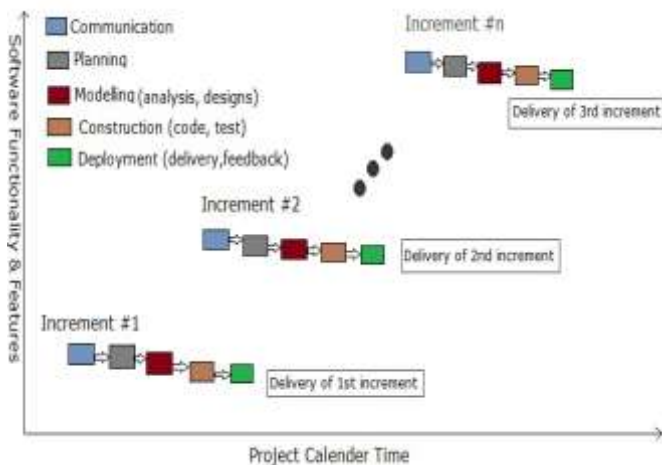 Software Functionality & Features
Communication
Planning
Modelling (analysis, designs)
Construction (code, test)
Deployment (delivery,feedback)
Increment #n
Delivery of 3rd increment
Increment #2
Delivery of 2nd increment
Increment #1
Delivery of 1st increment
Project Calender Time